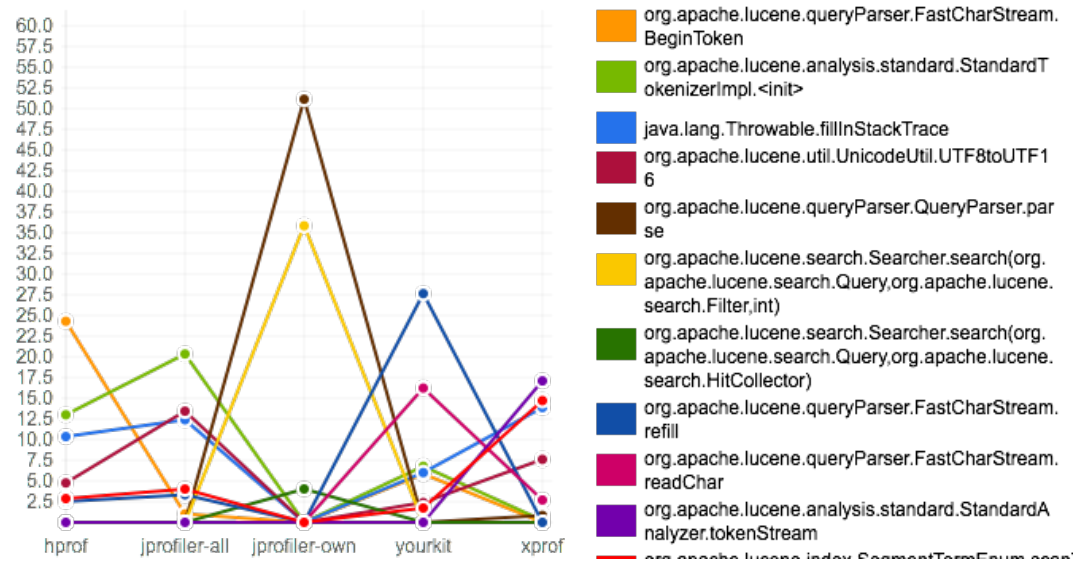 60.0
57.5
55.0
52.5
50.0
47.5
45.0
42.5
40.0
37.5
35.0
32.5
30.0
27.5
25.0
22.5
20.0
17.5
15.0
12.5
10.0
7.5
5.0
2.5
hprof jprofiler-all jprofiler-own yourkit xprof
org.apache.lucene.queryParser.FastCharStream.
BeginToken
org.apache.lucene.analysis.standard.StandardT
okenizerImpl.<init>
java.lang.Throwable.fillInStackTrace
org.apache.lucene.util.UnicodeUtil.UTF8toUTF1
6
org.apache.lucene.queryParser.QueryParser.par
se
org.apache.lucene.search.Searcher.search(org.
apache.lucene.search.Query,org.apache.lucene.
search.Filter,int)
org.apache.lucene.search.Searcher.search(org.
apache.lucene.search.Query,org.apache.lucene.
search.HitCollector)
org.apache.lucene.queryParser.FastCharStream.
refill
org.apache.lucene.queryParser.FastCharStream.
readChar
org.apache.lucene.analysis.standard.StandardA
nalyzer.tokenStream
org.apache.lucene.index.SegmentTermEnum.scanT